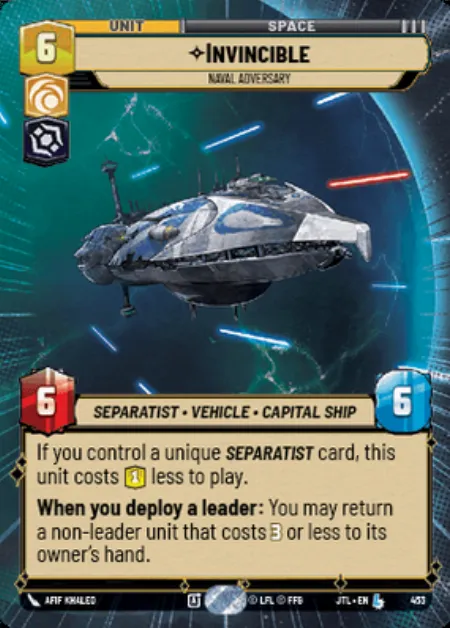 UNIT SPACE
6
INVINCIBLE
NAVAL ADVERSARY
6
SEPARATIST • VEHICLE • CAPITAL SHIP
6
If you control a unique SEPARATIST card, this
unit costs 1 less to play.
When you deploy a leader: You may return
a non-leader unit that costs 3 or less to its
owner's hand.
AFIF KHALED © LFL © FFG JTL • EN 453